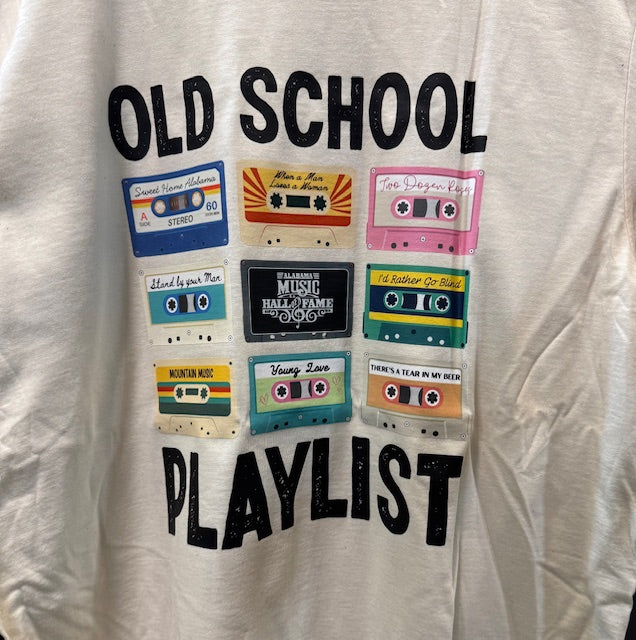 OLD SCHOOL
Sweet Home Alabama
A
SIDE
STEREO
60
When a Man
Loves a Woman
Two Dozen Roses
Stand by your Man
ALABAMA
MUSIC
HALL OF FAME
I'd Rather Go Blind
MOUNTAIN MUSIC
Young Love
THERE'S A TEAR IN MY BEER
PLAYLIST